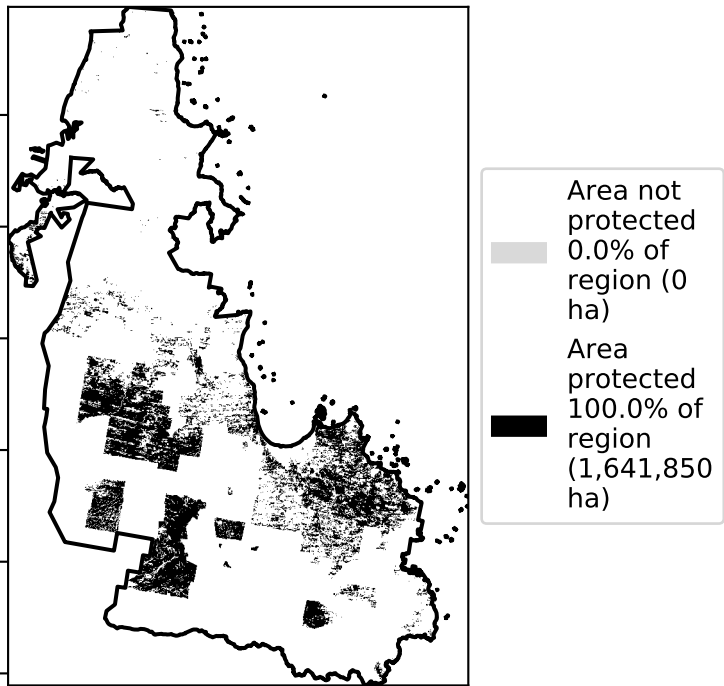 Area not
protected
0.0% of
region (0
ha)
Area
protected
100.0% of
region
(1,641,850
ha)